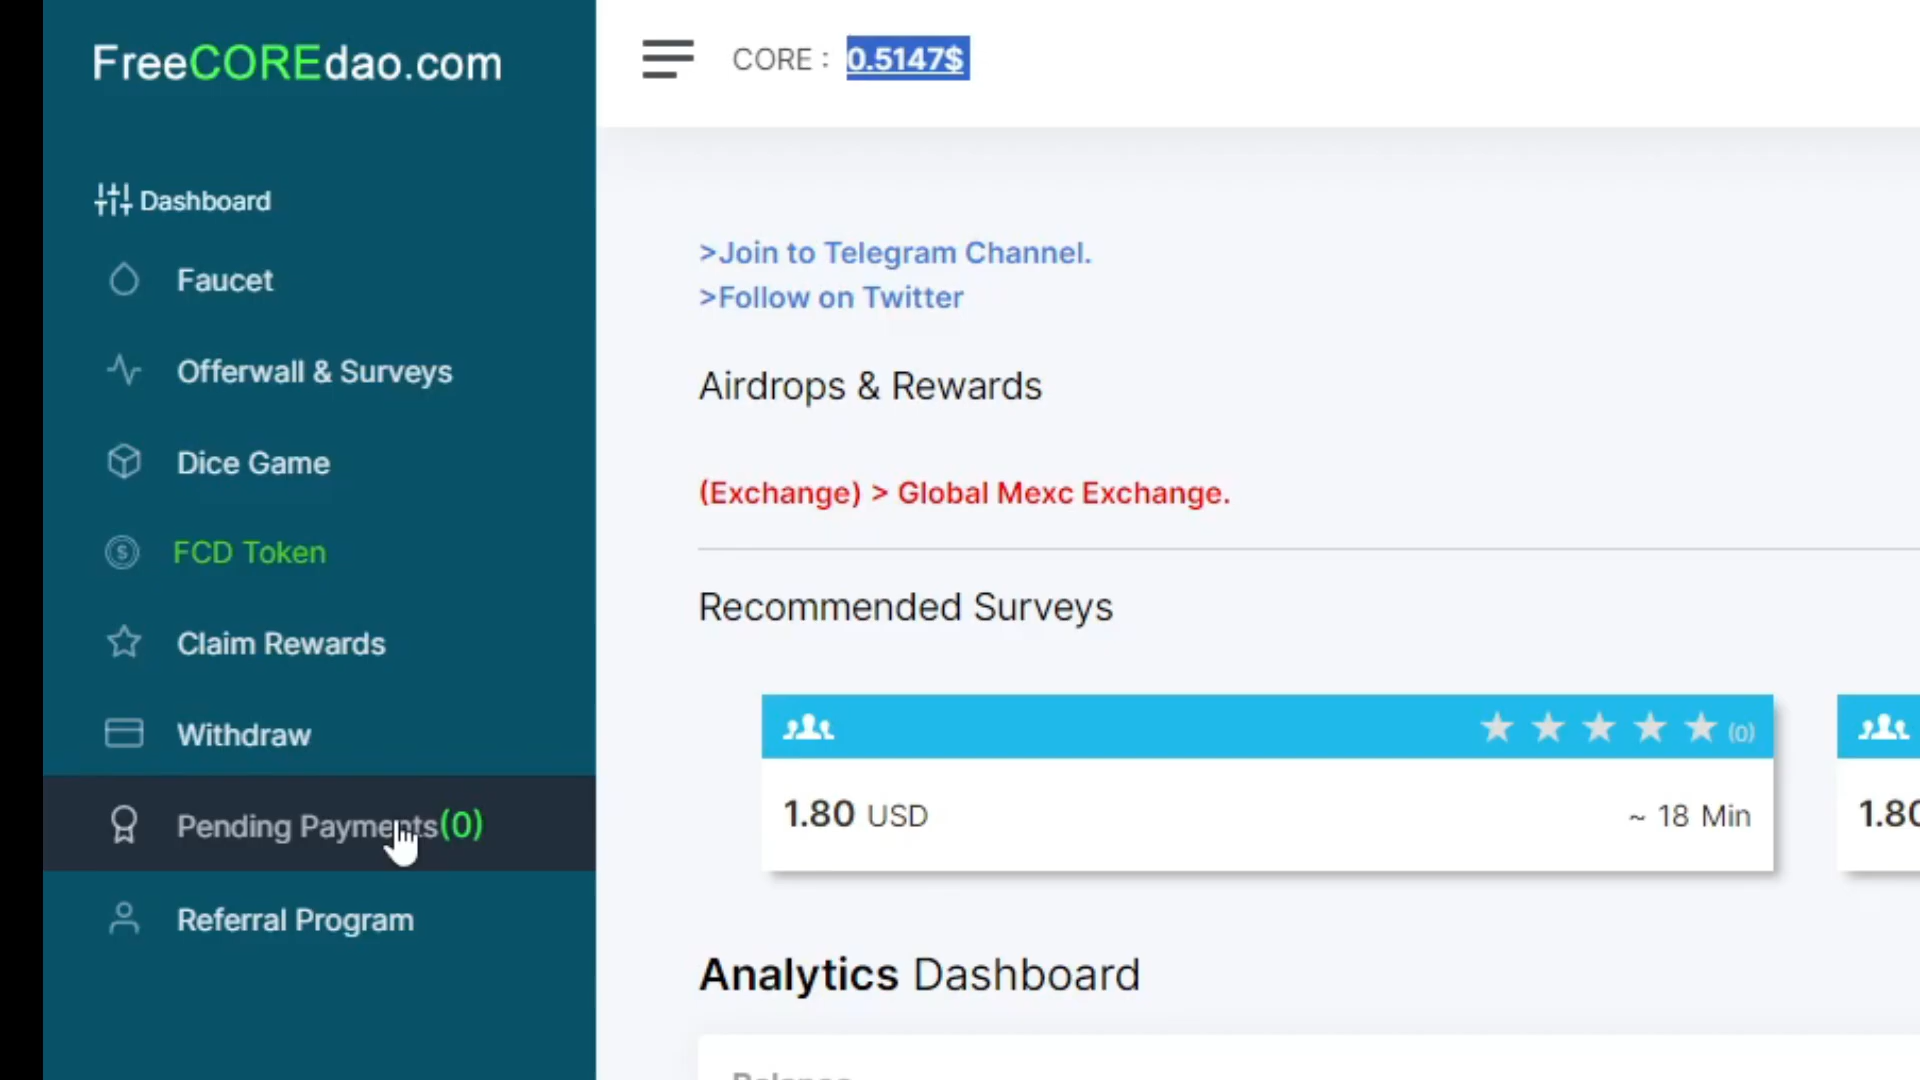 FreeCOREdao.com
CORE : 0.5147$
Dashboard
Faucet
Offerwall & Surveys
Dice Game
FCD Token
Claim Rewards
Withdraw
Pending Payments(0)
Referral Program
>Join to Telegram Channel.
>Follow on Twitter
Airdrops & Rewards
(Exchange) > Global Mexc Exchange.
Recommended Surveys
(0)
1.80 USD
~ 18 Min
1.80
Analytics Dashboard